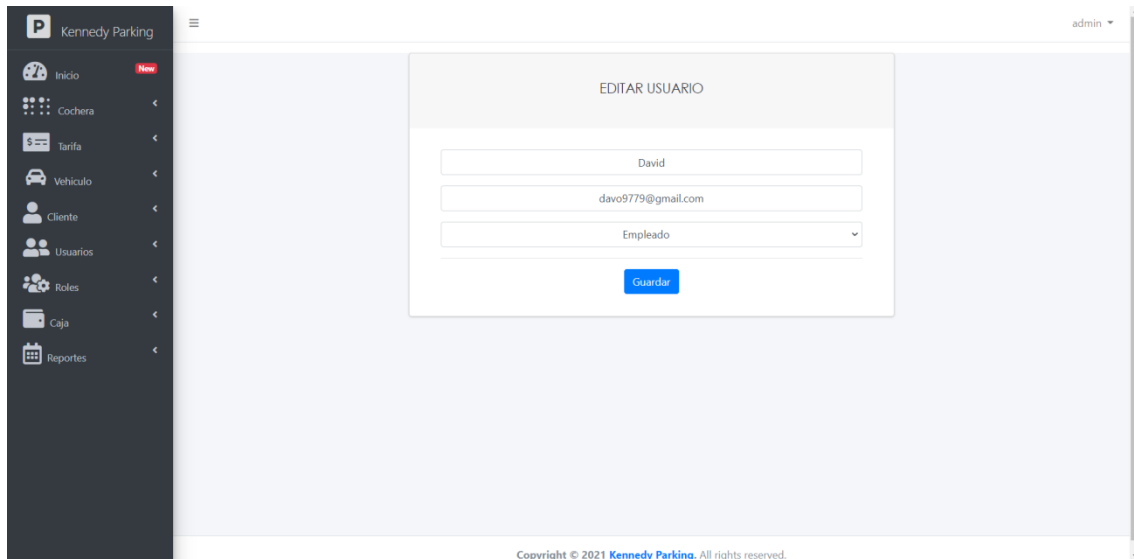 P Kennedy Parking
admin
Inicio New
Cochera
Tarifa
Vehiculo
Cliente
Usuarios
Roles
Caja
Reportes
EDITAR USUARIO
David
davo9779@gmail.com
Empleado
Guardar
Copyright © 2021 Kennedy Parking. All rights reserved.